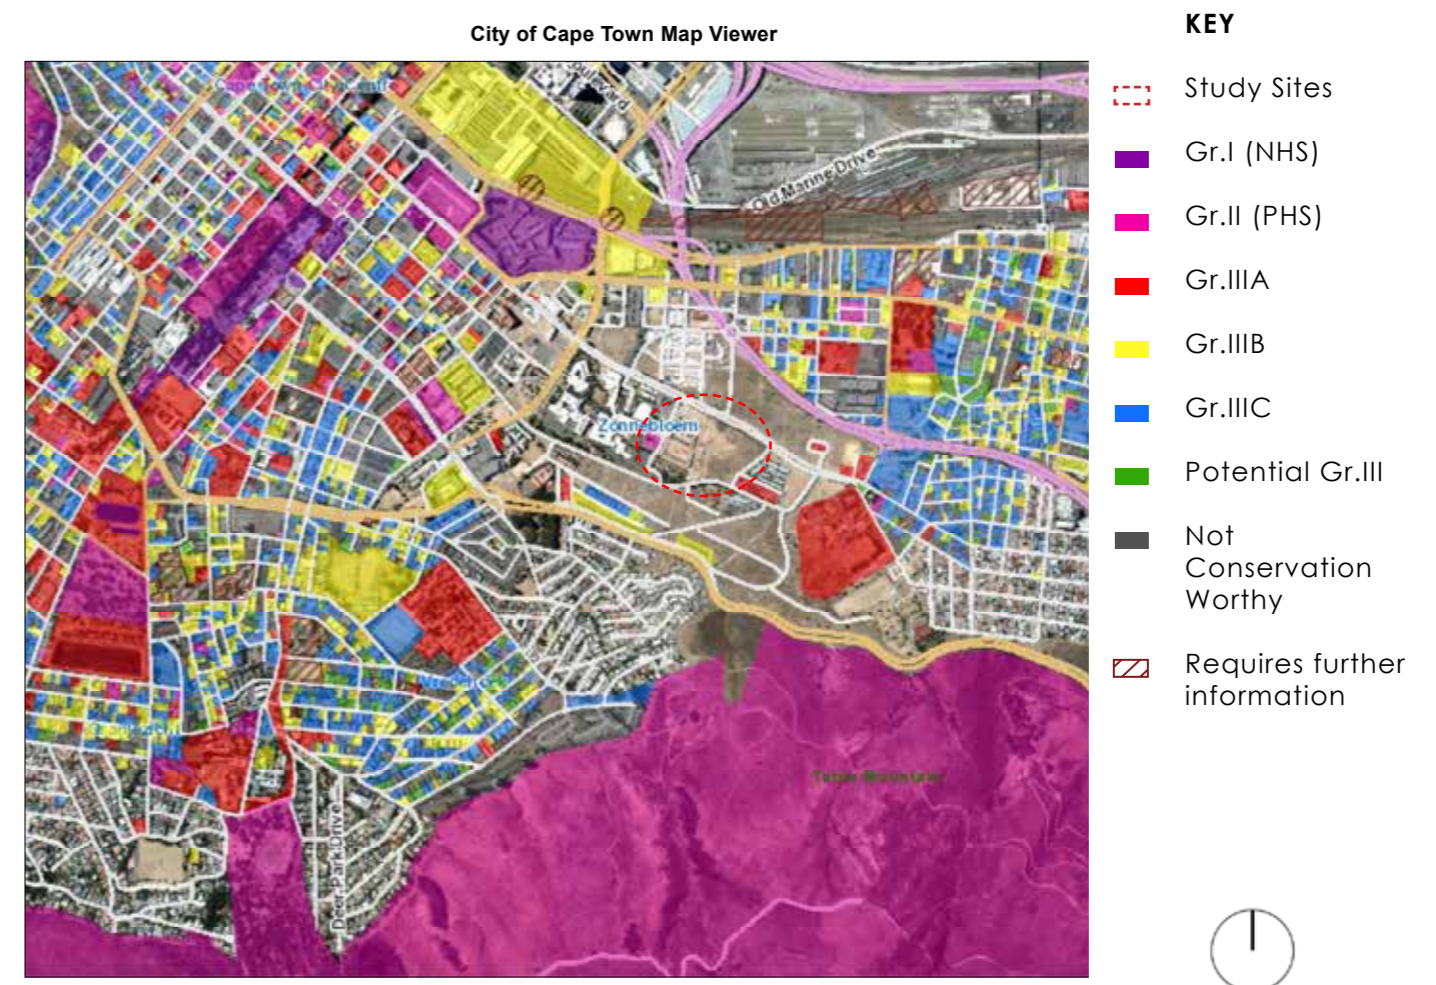 City of Cape Town Map Viewer
KEY
Study Sites
Gr.I (NHS)
Gr.II (PHS)
Gr.IIIA
Gr.IIIB
Gr.IIIC
Potential Gr.III
Not
Conservation
Worthy
Requires further
information
Old Marine Drive
Zonnebloem
Table Mountain
Deer Park Drive